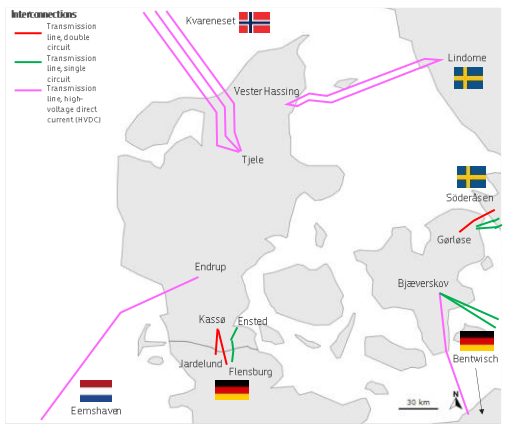 Interconnections
Transmission
line, double
circuit
Transmission
line, single
circuit
Transmission
line, high-
voltage direct
current (HVDC)
Kvareneset
Lindome
Vester Hassing
Tjele
Söderåsen
Gørløse
Endrup
Bjæverskov
Kassø
Ensted
Jardelund
Flensburg
Bentwisch
Eemshaven
30 km
N